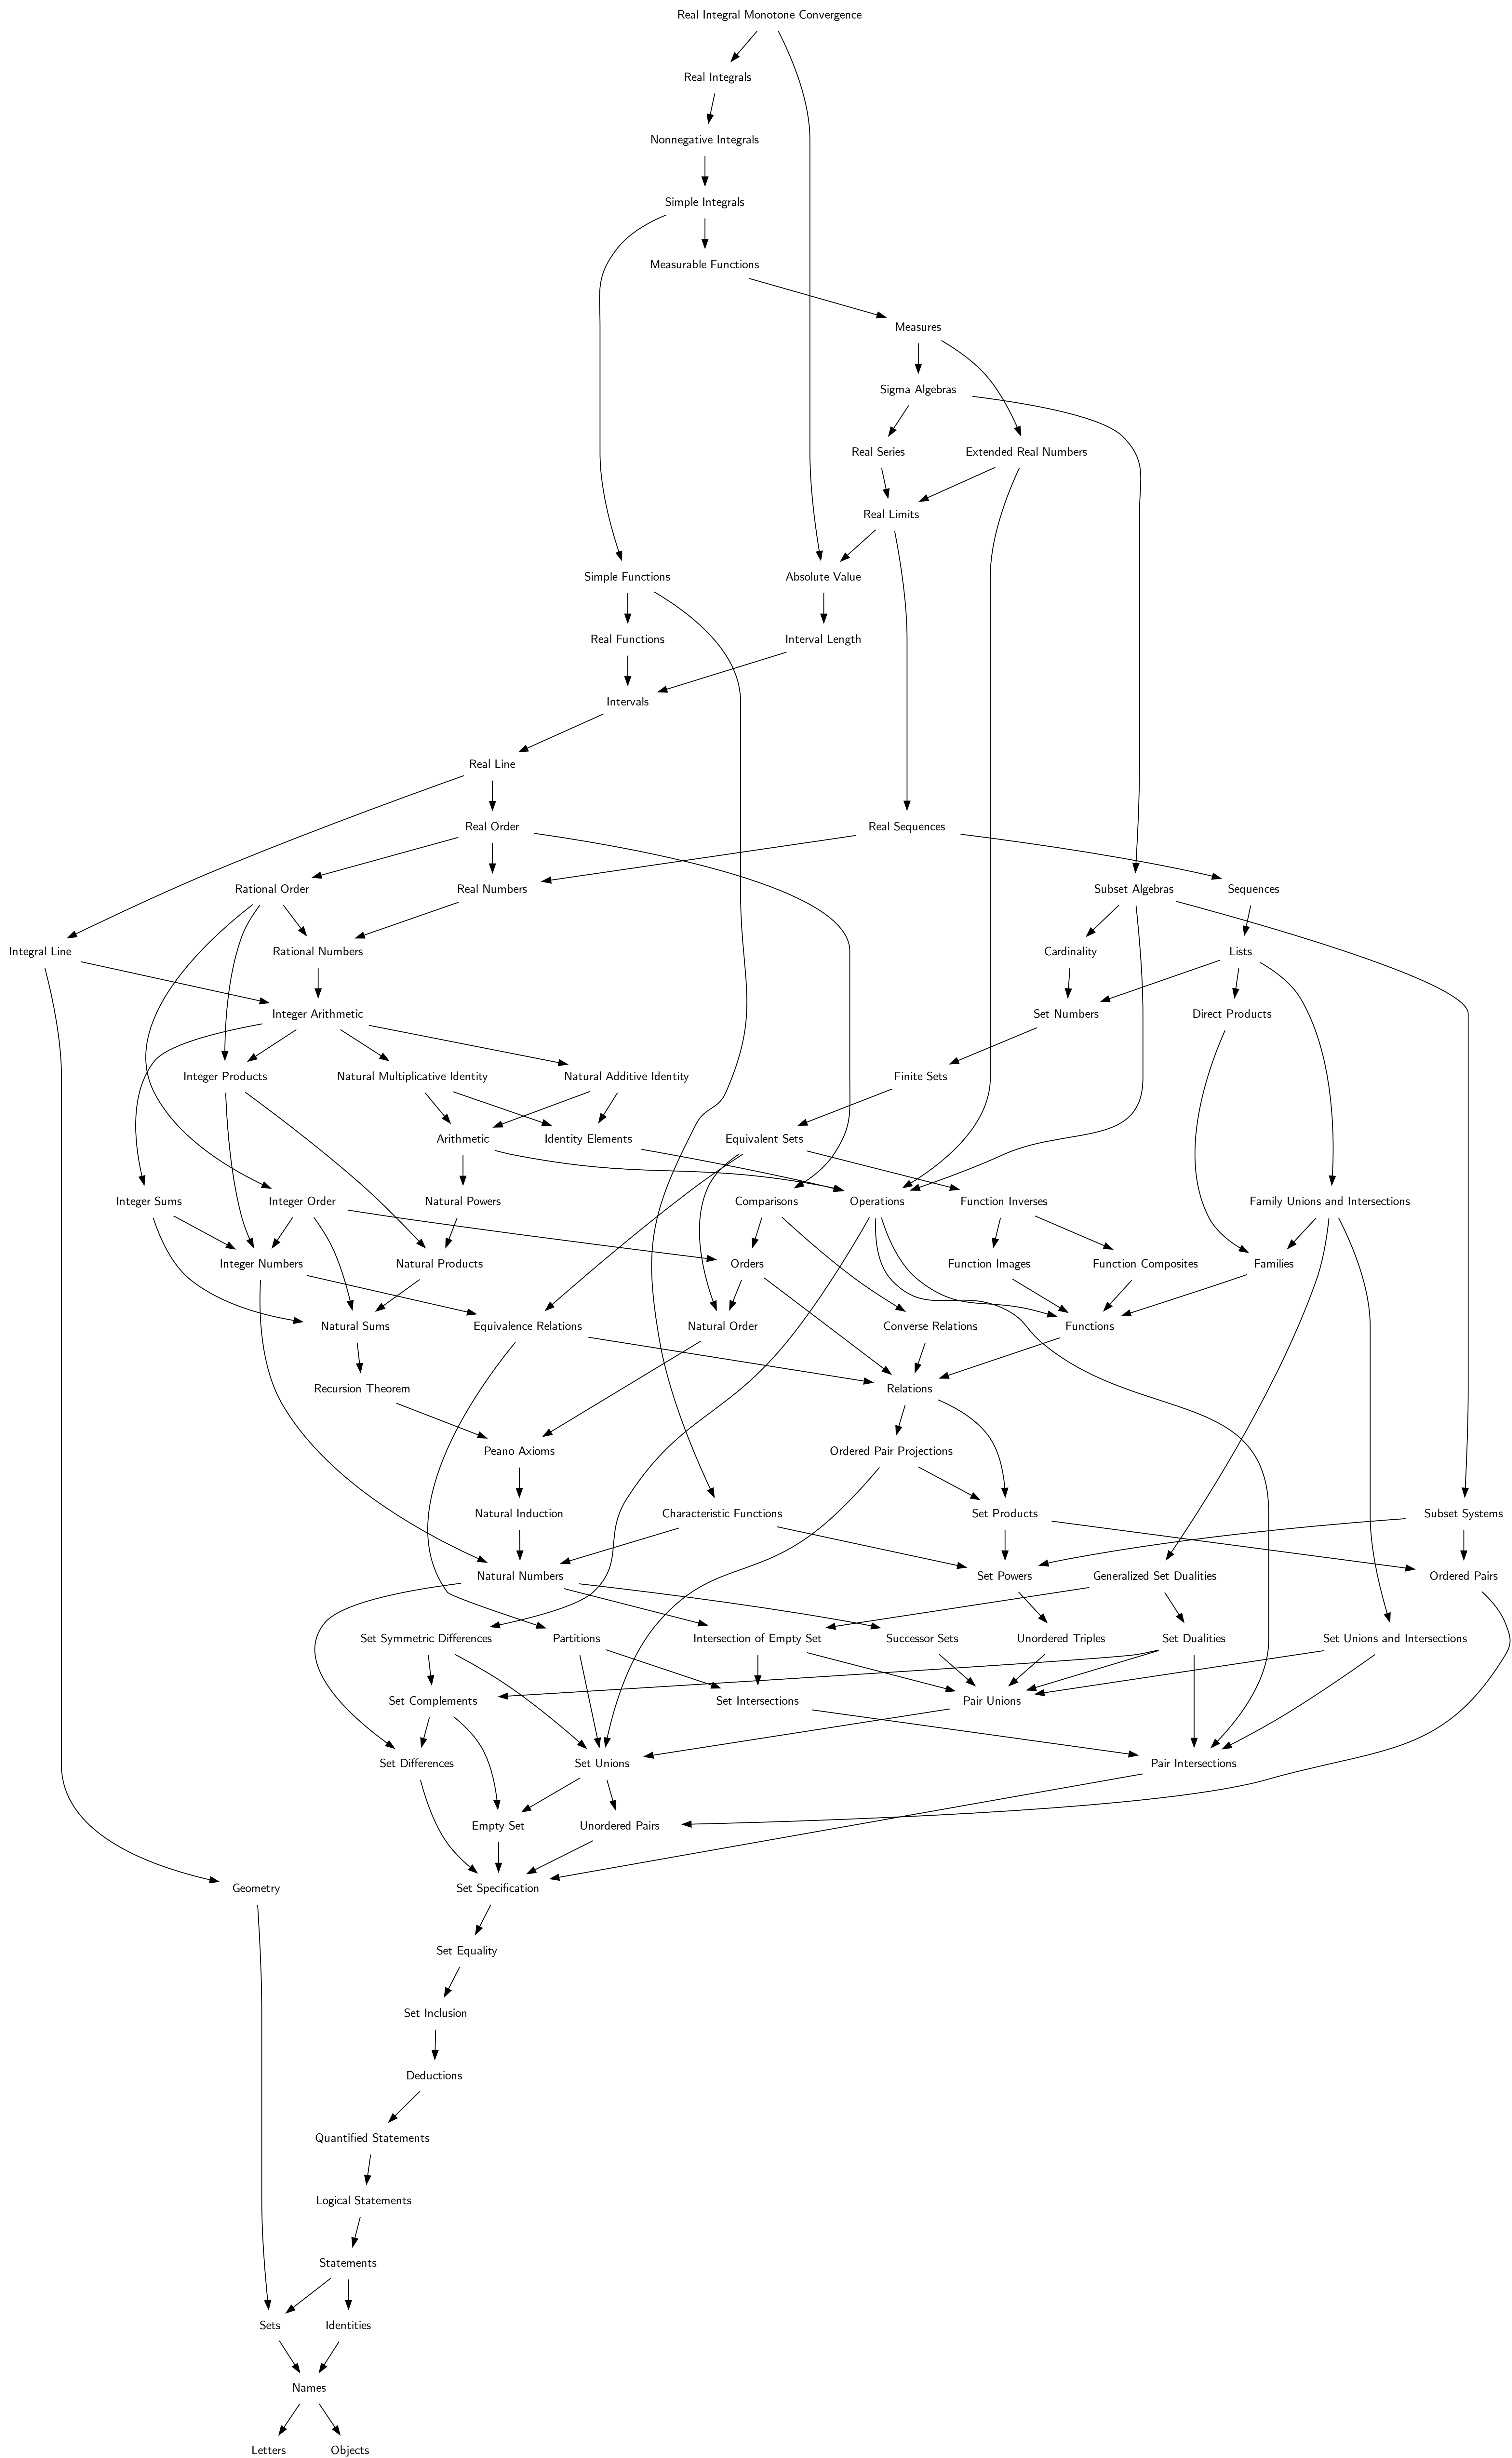 Real Integral Monotone Convergence
Real Integrals
Nonnegative Integrals
Simple Integrals
Measurable Functions
Measures
Sigma Algebras
Real Series
Extended Real Numbers
Real Limits
Simple Functions
Absolute Value
Real Functions
Interval Length
Intervals
Real Line
Real Order
Real Sequences
Rational Order
Real Numbers
Subset Algebras
Sequences
Integral Line
Rational Numbers
Cardinality
Lists
Integer Arithmetic
Set Numbers
Direct Products
Integer Products
Natural Multiplicative Identity
Natural Additive Identity
Finite Sets
Arithmetic
Identity Elements
Equivalent Sets
Integer Sums
Integer Order
Natural Powers
Comparisons
Operations
Function Inverses
Family Unions and Intersections
Integer Numbers
Natural Products
Orders
Function Images
Function Composites
Families
Natural Sums
Equivalence Relations
Natural Order
Converse Relations
Functions
Recursion Theorem
Relations
Peano Axioms
Ordered Pair Projections
Natural Induction
Characteristic Functions
Set Products
Subset Systems
Natural Numbers
Set Powers
Generalized Set Dualities
Ordered Pairs
Set Symmetric Differences
Partitions
Intersection of Empty Set
Successor Sets
Unordered Triples
Set Dualities
Set Unions and Intersections
Set Complements
Set Intersections
Pair Unions
Set Differences
Set Unions
Pair Intersections
Empty Set
Unordered Pairs
Geometry
Set Specification
Set Equality
Set Inclusion
Deductions
Quantified Statements
Logical Statements
Statements
Sets
Identities
Names
Letters
Objects